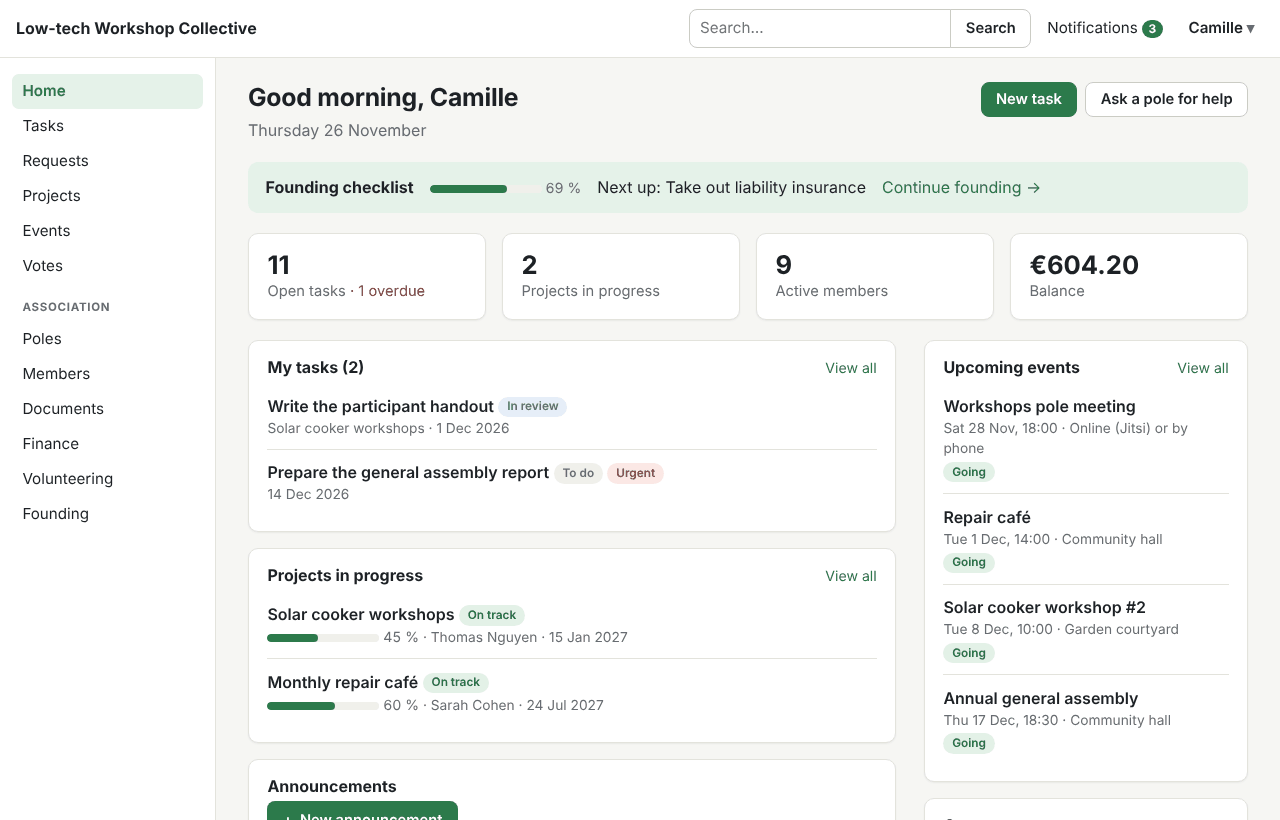 Low-tech Workshop Collective
Search...
Search
Notifications 3
Camille ▾
Home
Tasks
Requests
Projects
Events
Votes
ASSOCIATION
Poles
Members
Documents
Finance
Volunteering
Founding
Good morning, Camille
Thursday 26 November
New task
Ask a pole for help
Founding checklist 69 % Next up: Take out liability insurance Continue founding →
11
Open tasks · 1 overdue
2
Projects in progress
9
Active members
€604.20
Balance
My tasks (2)
View all
Write the participant handout In review
Solar cooker workshops · 1 Dec 2026
Prepare the general assembly report To do Urgent
14 Dec 2026
Projects in progress
View all
Solar cooker workshops On track
45 % · Thomas Nguyen · 15 Jan 2027
Monthly repair café On track
60 % · Sarah Cohen · 24 Jul 2027
Announcements
+ New announcement
Upcoming events
View all
Workshops pole meeting
Sat 28 Nov, 18:00 · Online (Jitsi) or by
phone
Going
Repair café
Tue 1 Dec, 14:00 · Community hall
Going
Solar cooker workshop #2
Tue 8 Dec, 10:00 · Garden courtyard
Going
Annual general assembly
Thu 17 Dec, 18:30 · Community hall
Going